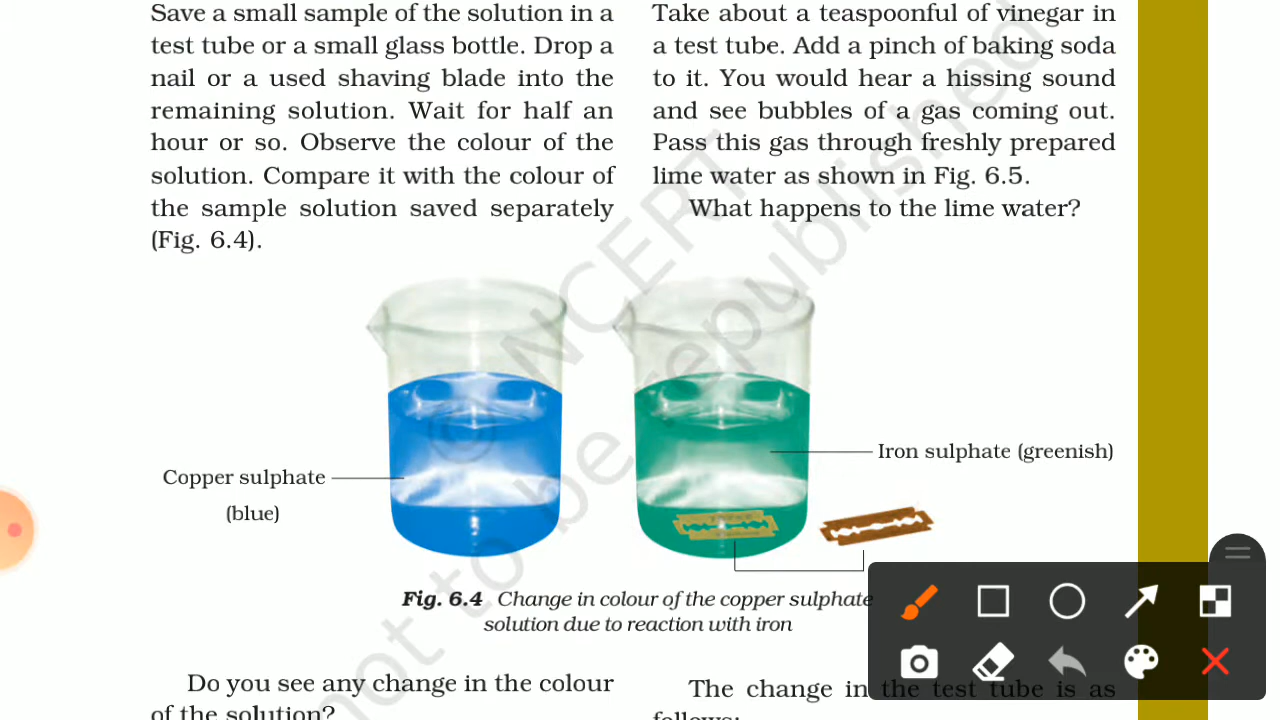 Save a small sample of the solution in a
test tube or a small glass bottle. Drop a
nail or a used shaving blade into the
remaining solution. Wait for half an
hour or so. Observe the colour of the
solution. Compare it with the colour of
the sample solution saved separately
(Fig. 6.4).
Take about a teaspoonful of vinegar in
a test tube. Add a pinch of baking soda
to it. You would hear a hissing sound
and see bubbles of a gas coming out.
Pass this gas through freshly prepared
lime water as shown in Fig. 6.5.
What happens to the lime water?
Copper sulphate
(blue)
Iron sulphate (greenish)
Fig. 6.4 Change in colour of the copper sulphate
solution due to reaction with iron
Do you see any change in the colour
of the solution?
The change in the test tube is as
follows:
© NCERT
not to be republished